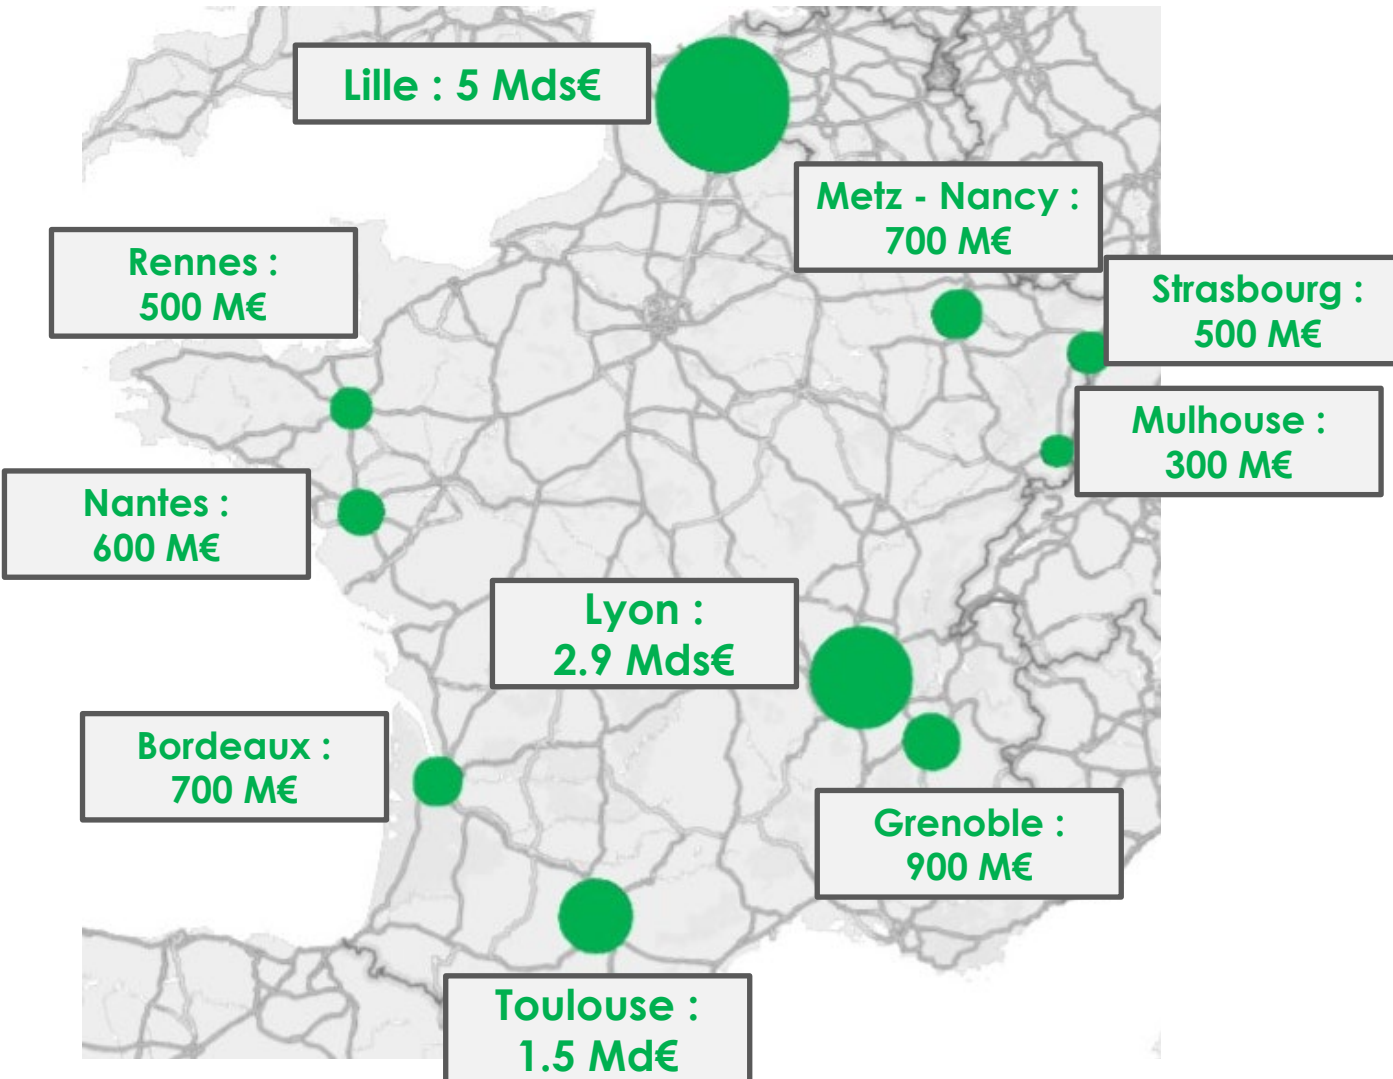 Lille : 5 Mds€
Metz - Nancy :
700 M€
Rennes :
500 M€
Strasbourg :
500 M€
Mulhouse :
300 M€
Nantes :
600 M€
Lyon :
2.9 Mds€
Bordeaux :
700 M€
Grenoble :
900 M€
Toulouse :
1.5 Md€